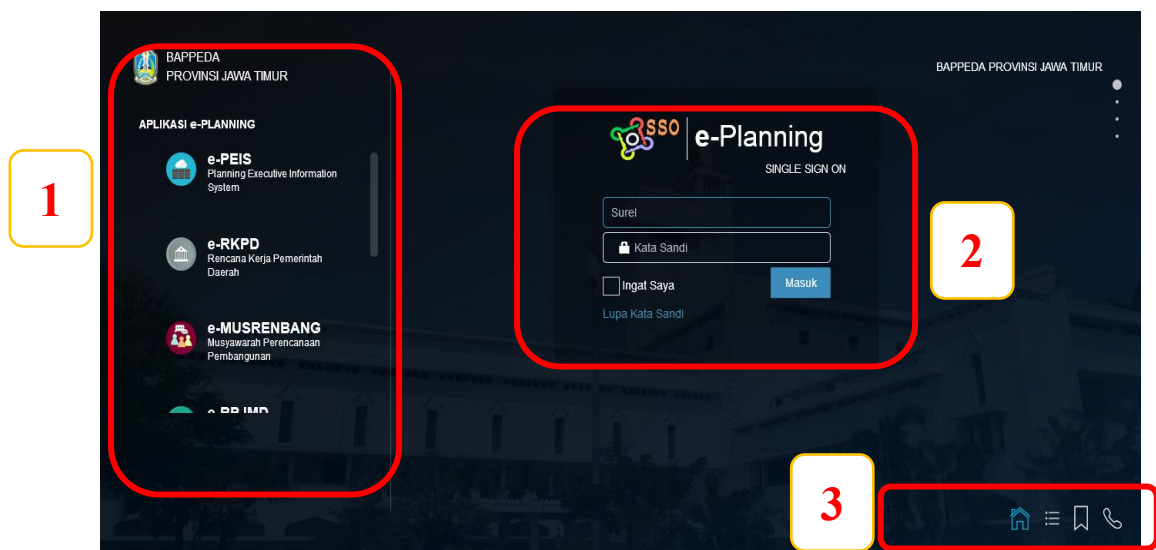 BAPPEDA
PROVINSI JAWA TIMUR
APLIKASI e-PLANNING
e-PEIS
Planning Executive Information
System
e-RKPD
Rencana Kerja Pemerintah
Daerah
e-MUSRENBANG
Musyawarah Perencanaan
Pembangunan
1
SSO
e-Planning
SINGLE SIGN ON
Surel
Kata Sandi
Ingat Saya
Masuk
Lupa Kata Sandi
2
BAPPEDA PROVINSI JAWA TIMUR
3